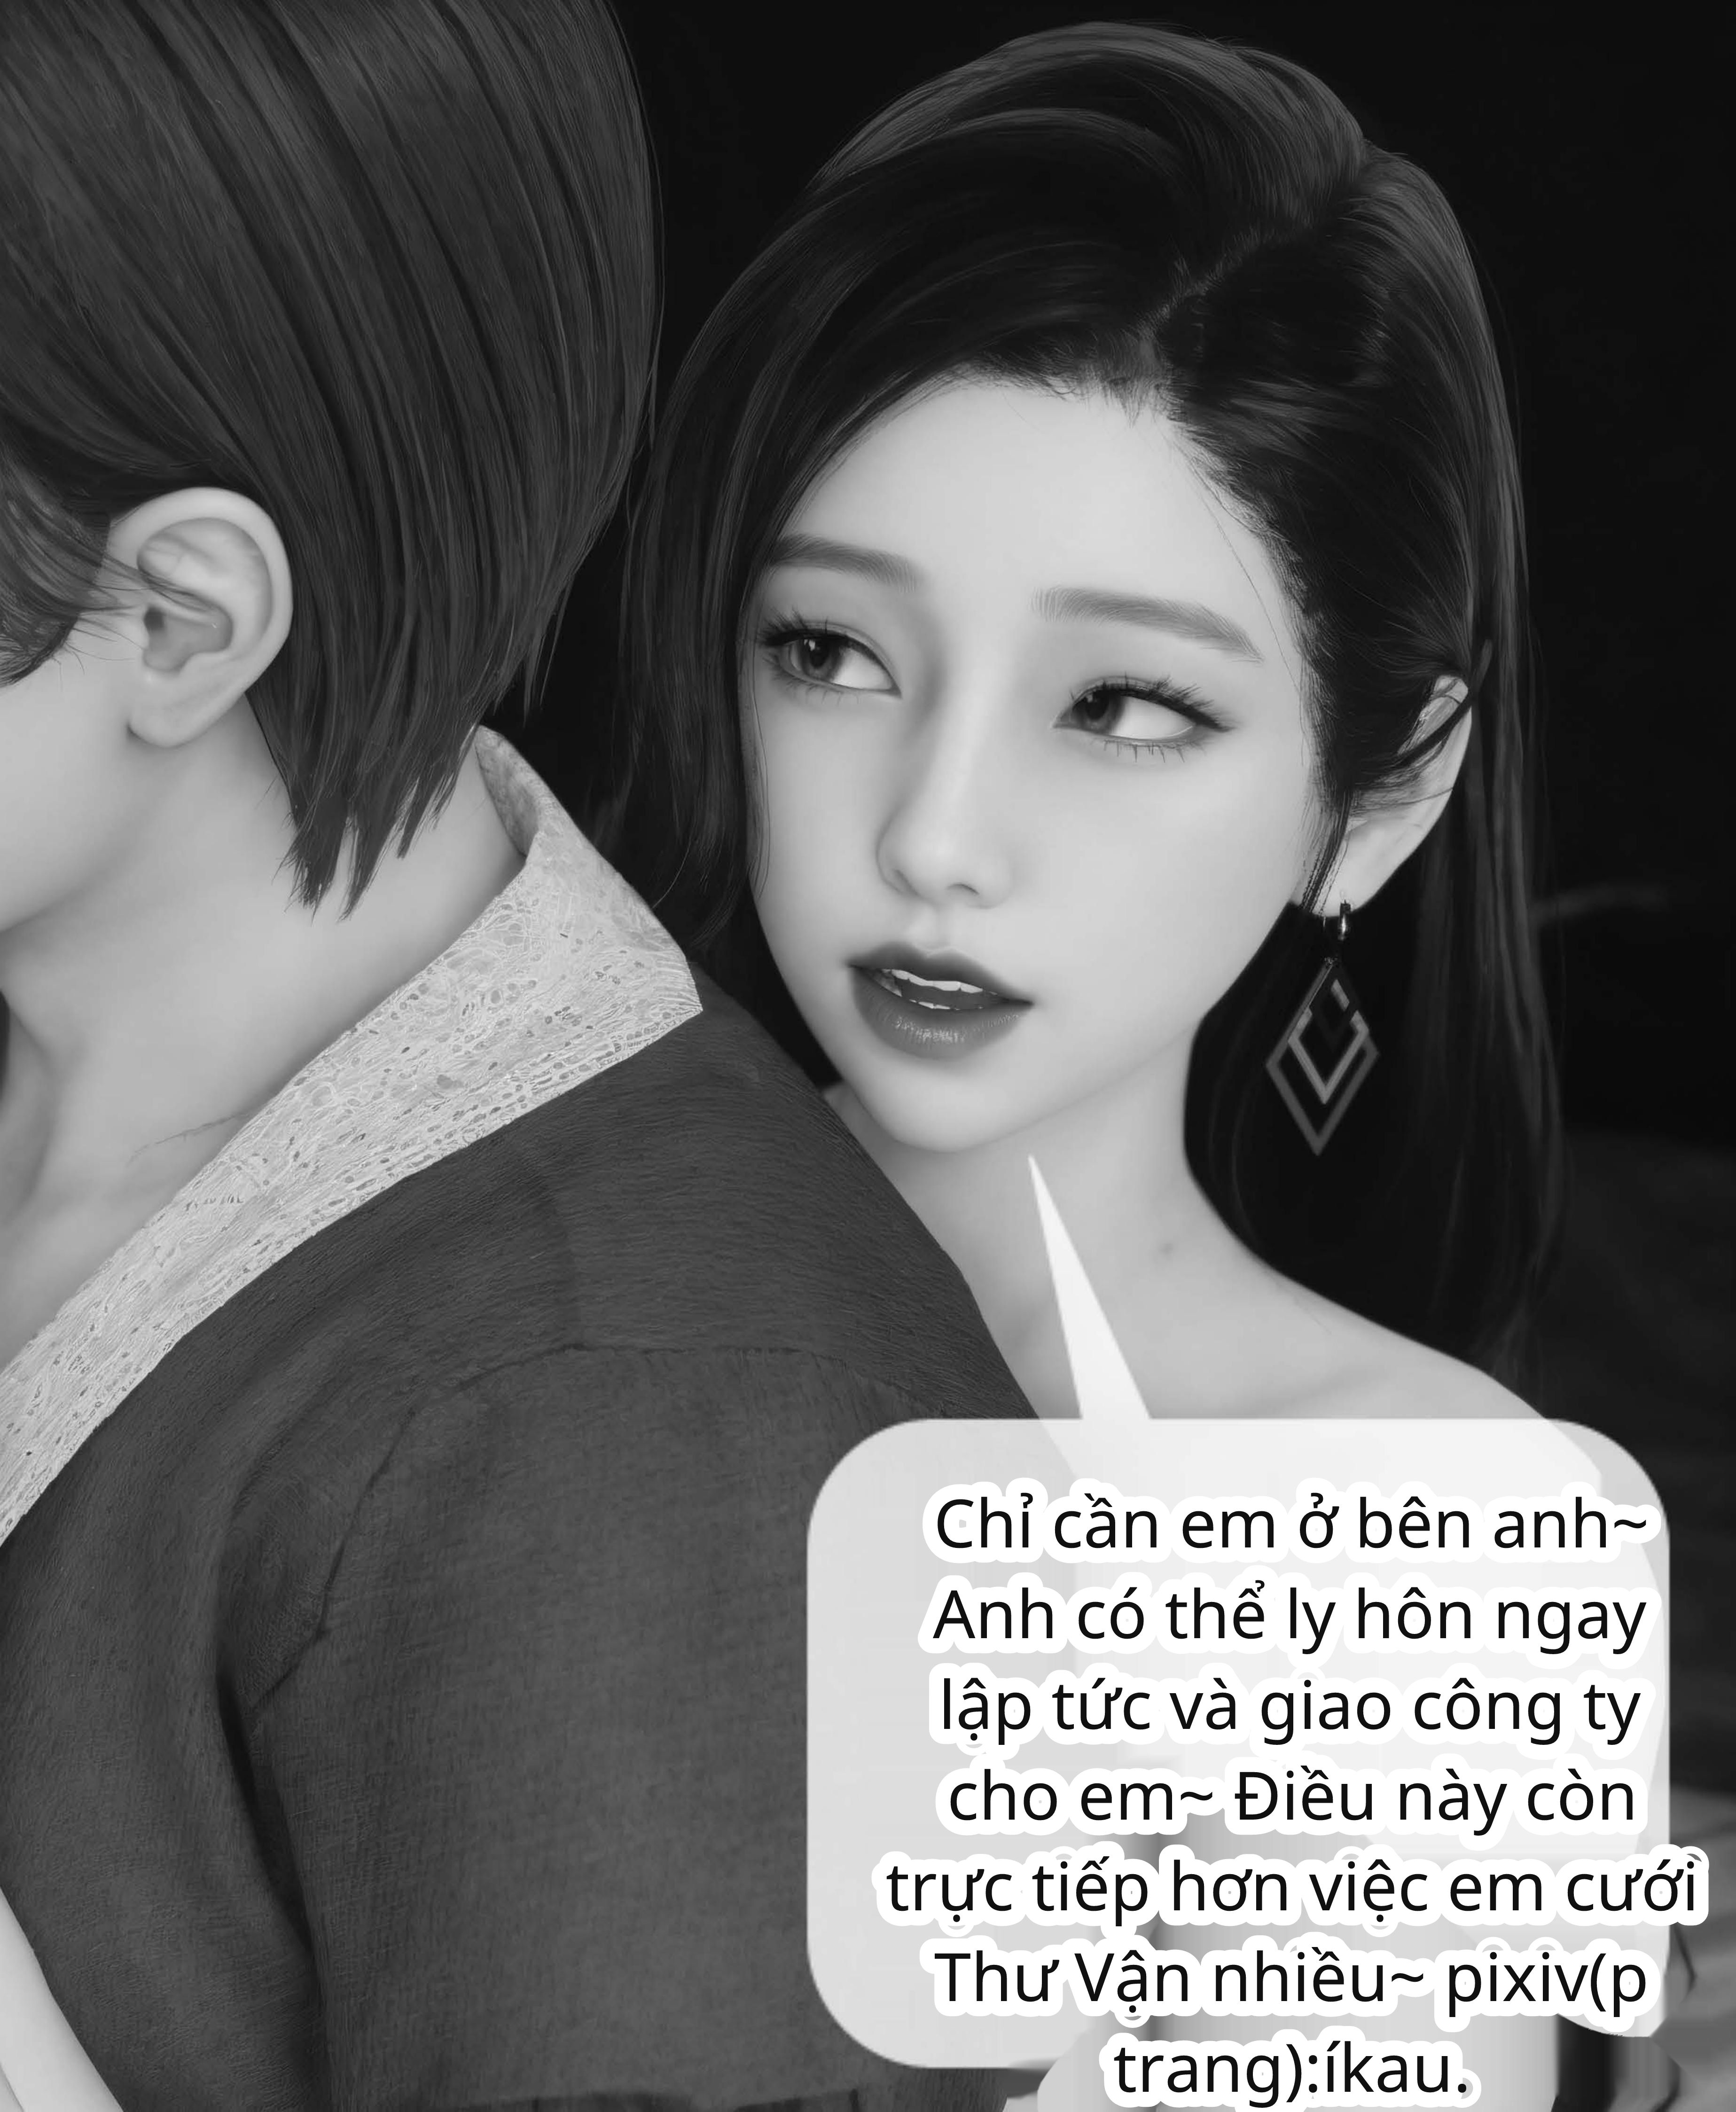 Chỉ cần em ở bên anh~
Anh có thể ly hôn ngay
lập tức và giao công ty
cho em~ Điều này còn
trực tiếp hơn việc em cưới
Thư Vận nhiều~ pixiv(p
trang):íkau.